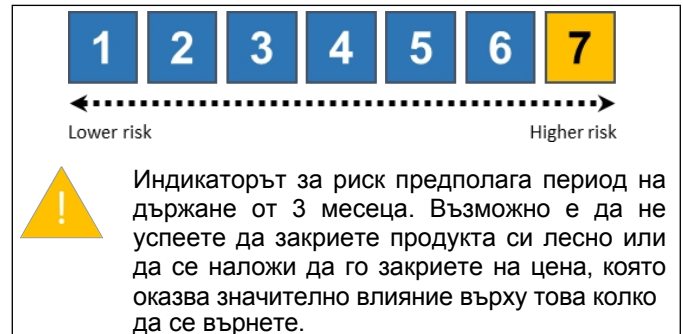 1 2 3 4 5 6 7
Lower risk Higher risk
!
Индикаторът за риск предполага период на
държане от 3 месеца. Възможно е да не
успеете да закриете продукта си лесно или
да се наложи да го закриете на цена, която
оказва значително влияние върху това колко
да се върнете.